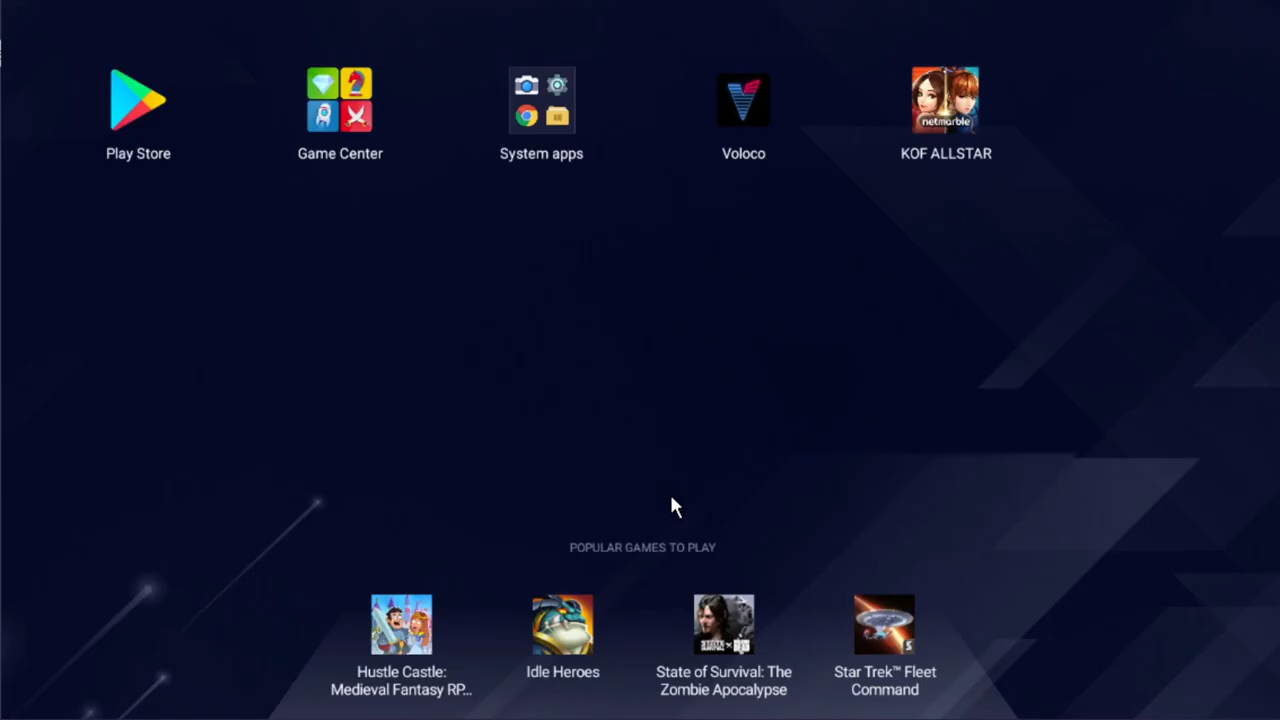 netmarble
Play Store
Game Center
System apps
Voloco
KOF ALLSTAR
POPULAR GAMES TO PLAY
Hustle Castle:
Medieval Fantasy RP...
Idle Heroes
State of Survival: The
Zombie Apocalypse
Star Trek™ Fleet
Command